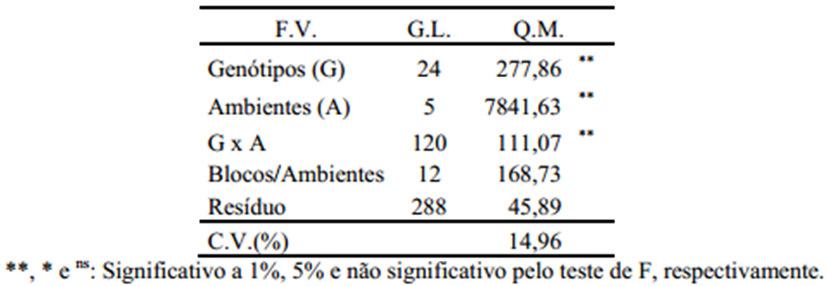 F.V. G.L. Q.M.
Genótipos (G) 24 277,86 **
Ambientes (A) 5 7841,63 **
G x A 120 111,07 **
Blocos/Ambientes 12 168,73
Resíduo 288 45,89
C.V.(%) 14,96
**, * e ns: Significativo a 1%, 5% e não significativo pelo teste de F, respectivamente.